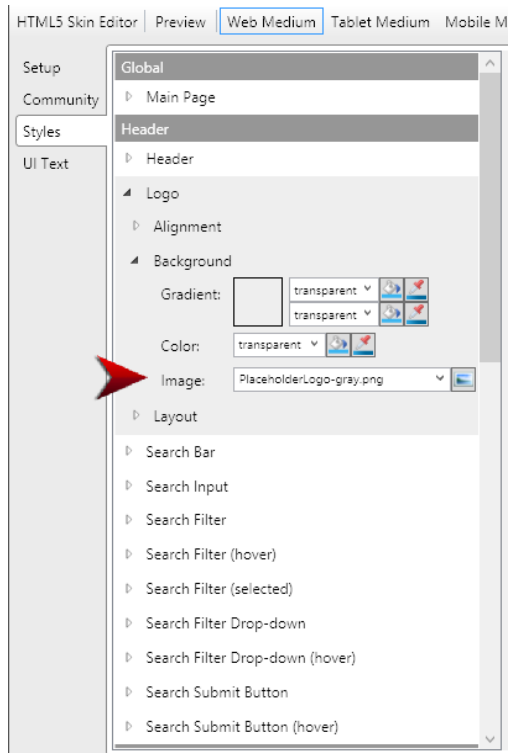 HTML5 Skin Editor Preview Web Medium Tablet Medium Mobile M
Setup
Community
Styles
UI Text
Global
Main Page
Header
Header
Logo
Alignment
Background
Gradient: transparent
transparent
Color: transparent
Image: PlaceholderLogo-gray.png
Layout
Search Bar
Search Input
Search Filter
Search Filter (hover)
Search Filter (selected)
Search Filter Drop-down
Search Filter Drop-down (hover)
Search Submit Button
Search Submit Button (hover)